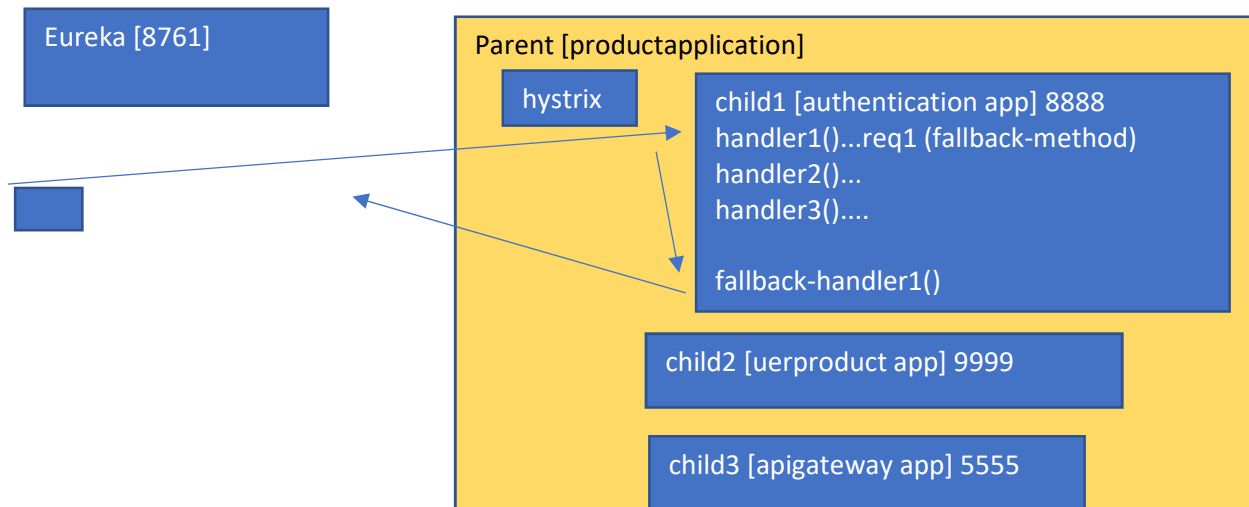 Eureka [8761]
Parent [productapplication]
hystrix
child1 [authentication app] 8888
handler1()...req1 (fallback-method)
handler2()...
handler3()....
fallback-handler1()
child2 [uerproduct app] 9999
child3 [apigateway app] 5555